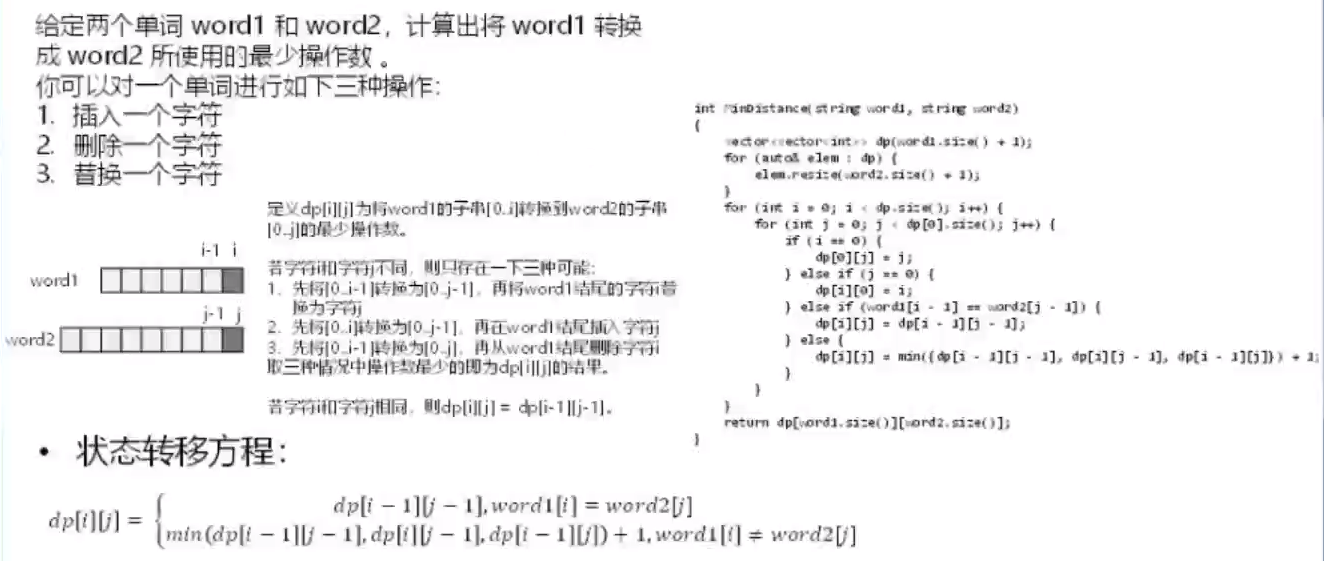 给定两个单词 word1 和 word2，计算出将 word1 转换
成 word2 所使用的最少操作数 。
你可以对一个单词进行如下三种操作：
1. 插入一个字符
2. 删除一个字符
3. 替换一个字符
定义dp[i][j]为将word1的子串[0..i]转换到word2的子串
[0..j]的最少操作数。
i-1 i
word1
j-1 j
word2
若字符i和字符j不同，则只存在一下三种可能：
1. 先将[0..i-1]转换为[0..j-1]，再将word1结尾的字符i替
换为字符j
2. 先将[0..i]转换为[0..j-1]，再在word1结尾插入字符j
3. 先将[0..i-1]转换为[0..j]，再从word1结尾删除字符i
取三种情况中操作数最少的即为dp[i][j]的结果。
若字符i和字符j相同，则dp[i][j] = dp[i-1][j-1]。
int MinDistance(string word1, string word2)
{
vector<vector<int>> dp(word1.size() + 1);
for (auto& elem : dp) {
elem.resize(word2.size() + 1);
}
for (int i = 0; i < dp.size(); i++) {
for (int j = 0; j < dp[0].size(); j++) {
if (i == 0) {
dp[0][j] = j;
} else if (j == 0) {
dp[i][0] = i;
} else if (word1[i - 1] == word2[j - 1]) {
dp[i][j] = dp[i - 1][j - 1];
} else {
dp[i][j] = min({dp[i - 1][j - 1], dp[i][j - 1], dp[i - 1][j]}) + 1;
}
}
}
return dp[word1.size()][word2.size()];
}
• 状态转移方程：
dp[i - 1][j - 1], word1[i] = word2[j]
dp[i][j] = {
min(dp[i - 1][j - 1], dp[i][j - 1], dp[i - 1][j]) + 1, word1[i] ≠ word2[j]